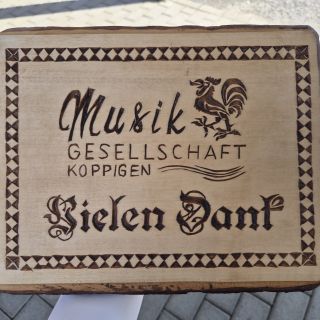 Musik
GESELLSCHAFT
KOPPIGEN
Vielen Dank